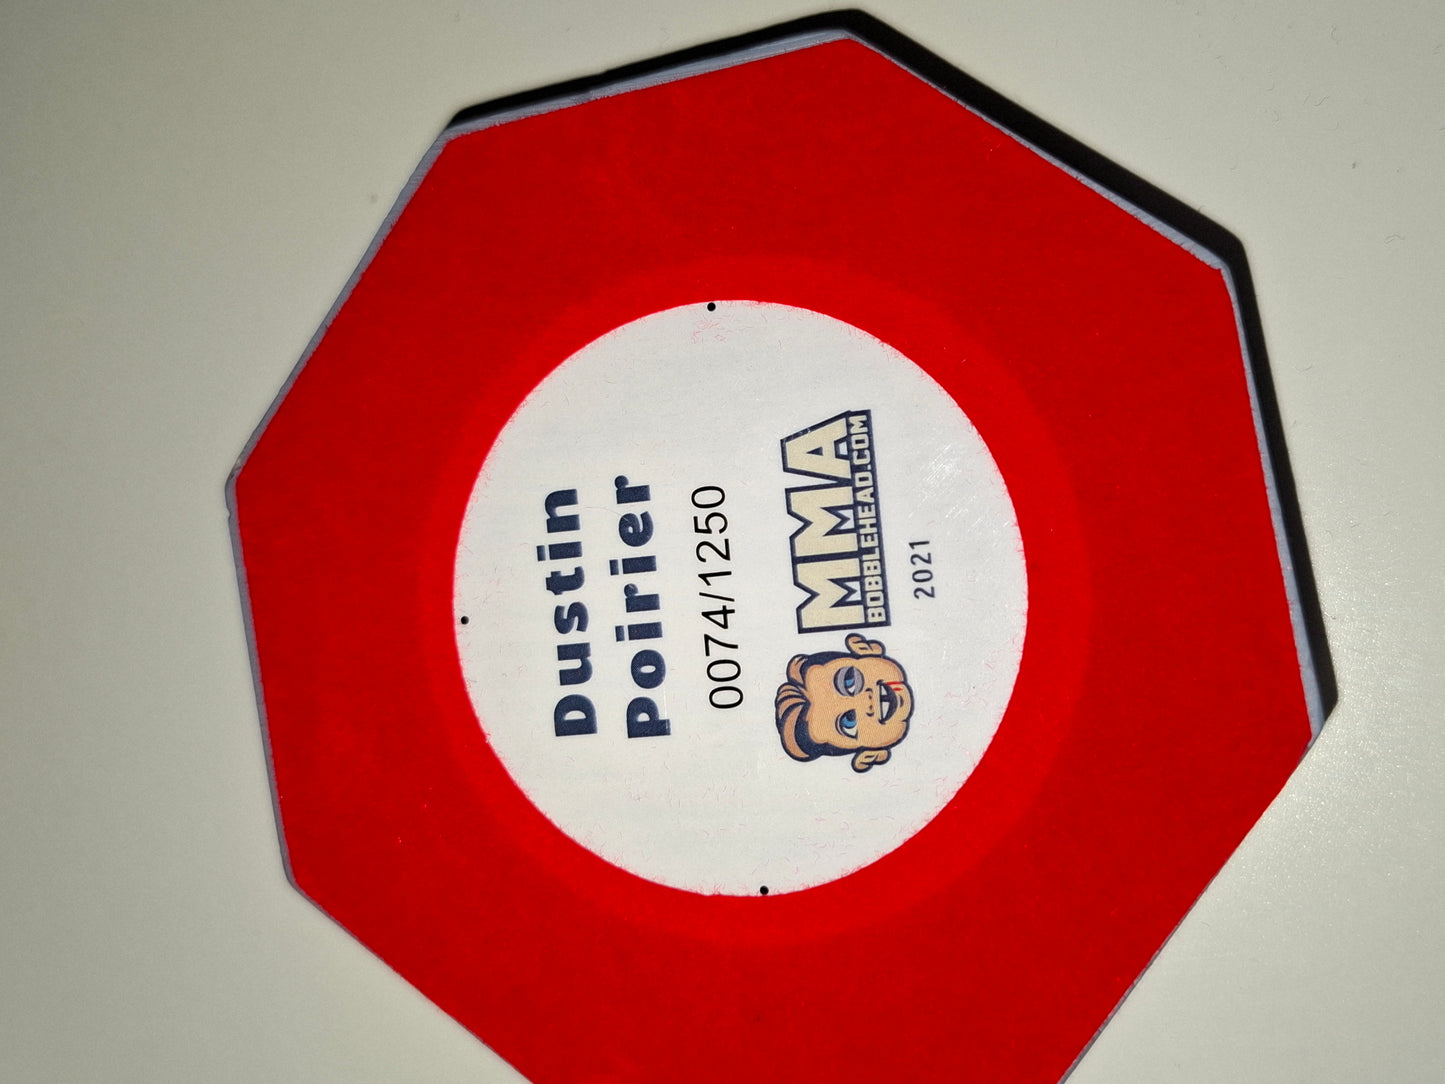 Dustin
Poirier
0074/1250
MMA
BOBBLEHEAD.COM
2021